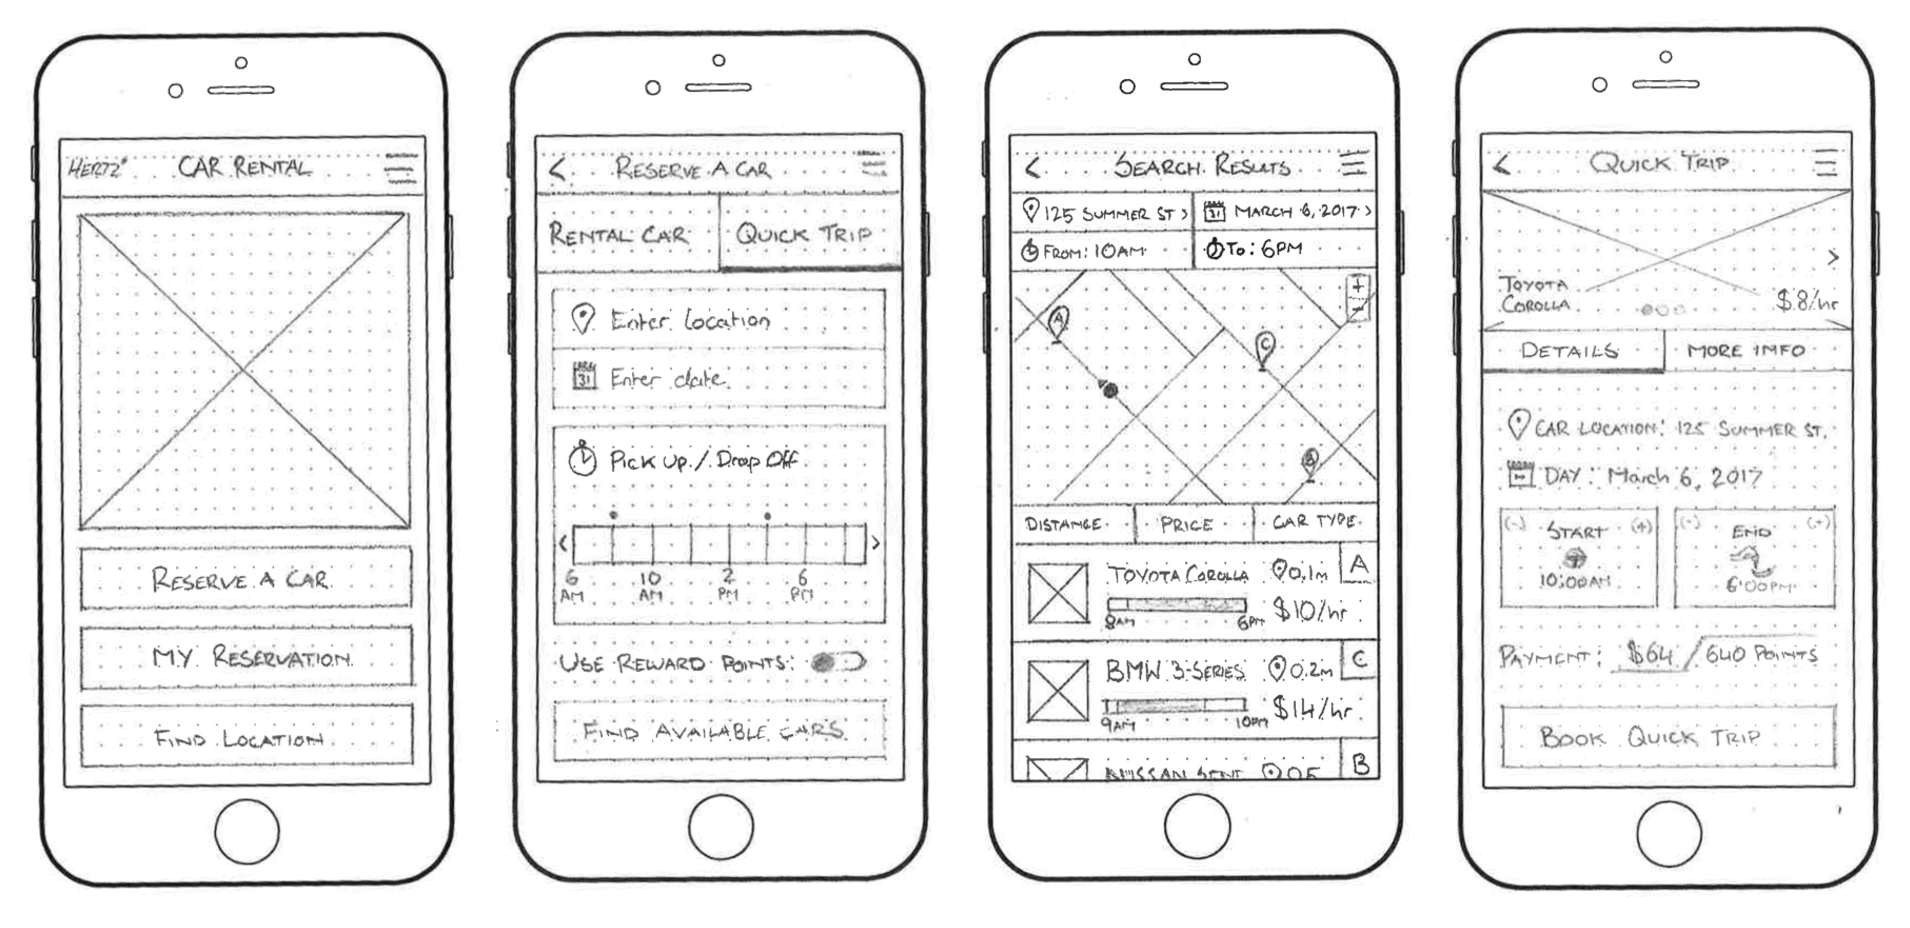 HERTZ CAR RENTAL
RESERVE A CAR
MY RESERVATION
FIND LOCATION
< RESERVE A CAR
RENTAL CAR QUICK TRIP
Enter location
31 Enter date
Pick Up / Drop Off
< >
6 AM 10 AM 2 PM 6 PM
USE REWARD POINTS:
FIND AVAILABLE CARS
< SEARCH RESULTS
125 SUMMER ST > 31 MARCH 6, 2017 >
FROM: 10AM TO: 6PM
+
-
A
C
B
DISTANCE PRICE CAR TYPE
TOYOTA COROLLA 0.1M A
8AM 6PM $10/hr
BMW 3-SERIES 0.2M C
9AM 10PM $14/hr
NISSAN SENT 0.5 B
< QUICK TRIP
>
TOYOTA
COROLLA $8/hr
DETAILS MORE INFO
CAR LOCATION: 125 SUMMER ST.
DAY: March 6, 2017
(-) START (+) (-) END (+)
10:00AM 6:00PM
PAYMENT: $64 / 640 POINTS
BOOK QUICK TRIP